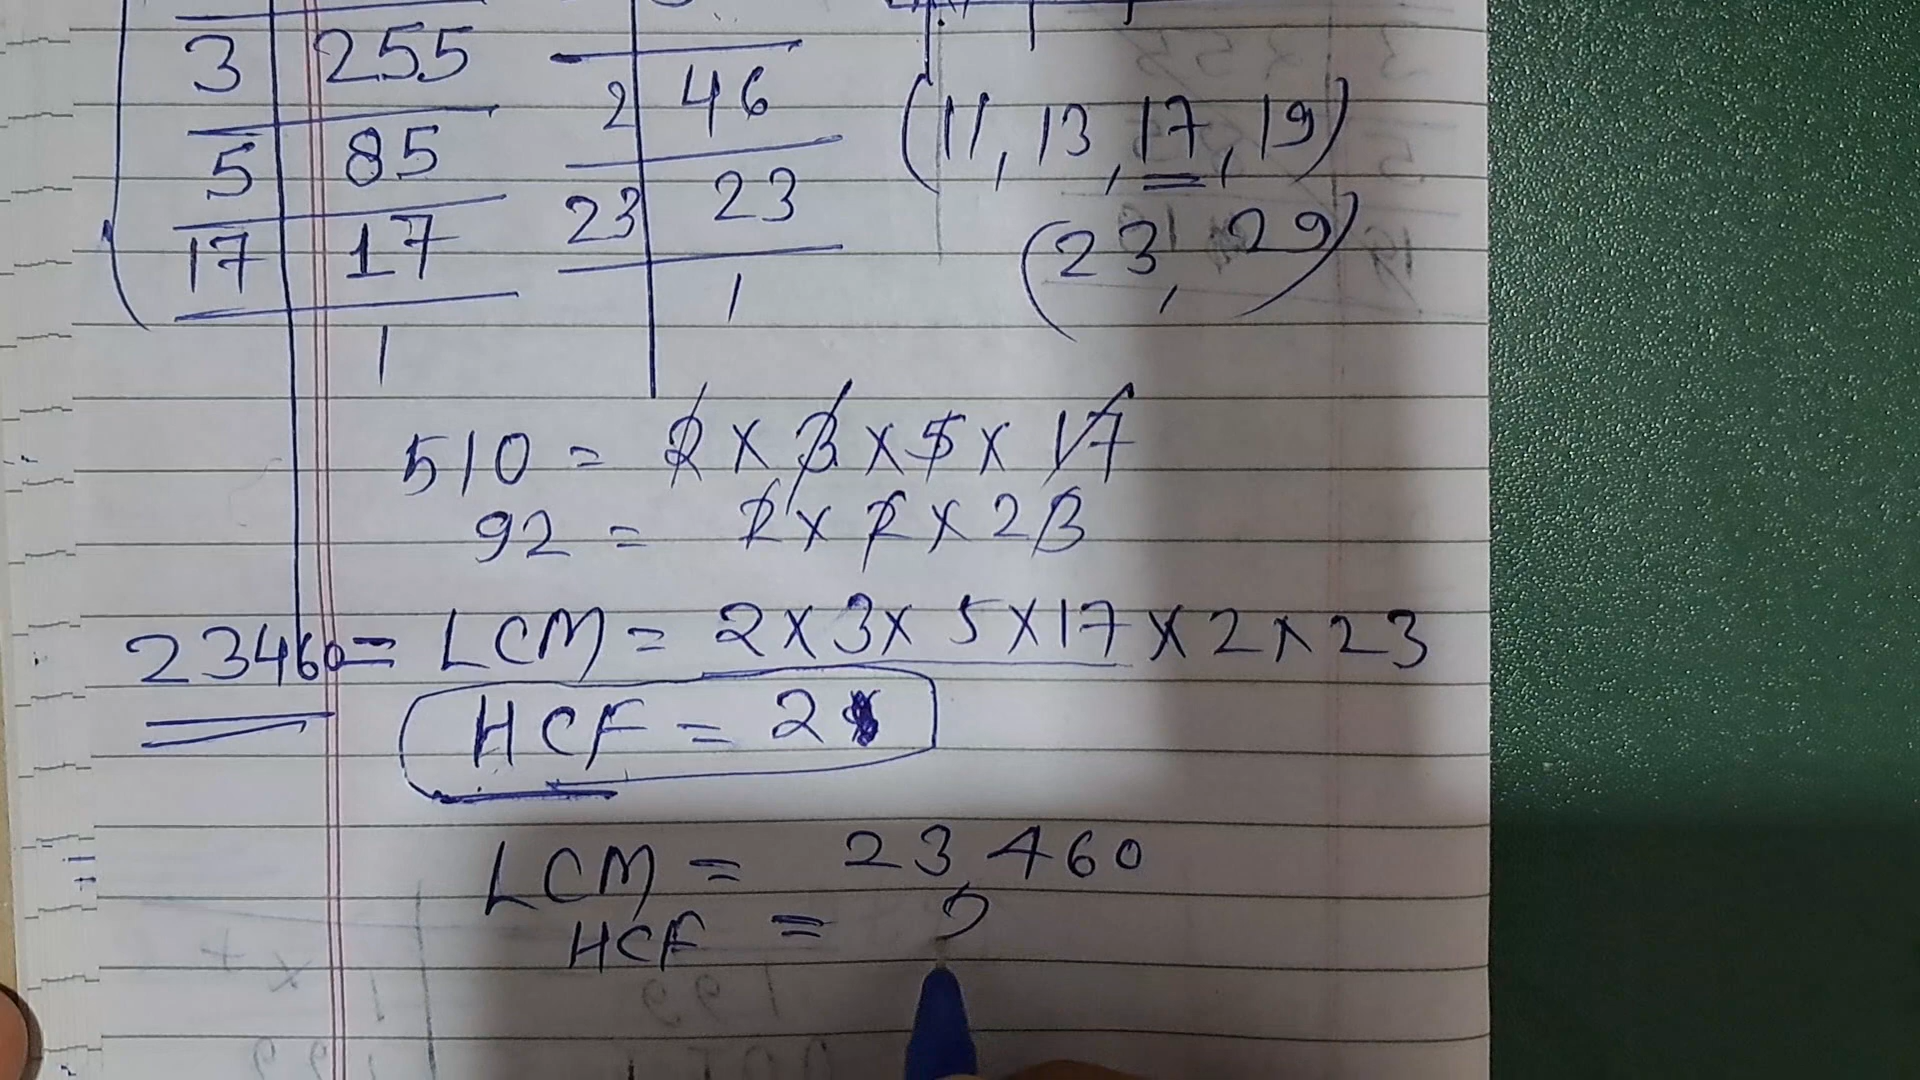 3 | 255
5 | 85
17 | 17
1
2 | 46
23 | 23
1
(11, 13, 17, 19)
(23, 29)
510 = 2 × 3 × 5 × 17
92 = 2 × 2 × 23
23460 = LCM = 2 × 3 × 5 × 17 × 2 × 23
HCF = 2
LCM = 23,460
HCF =